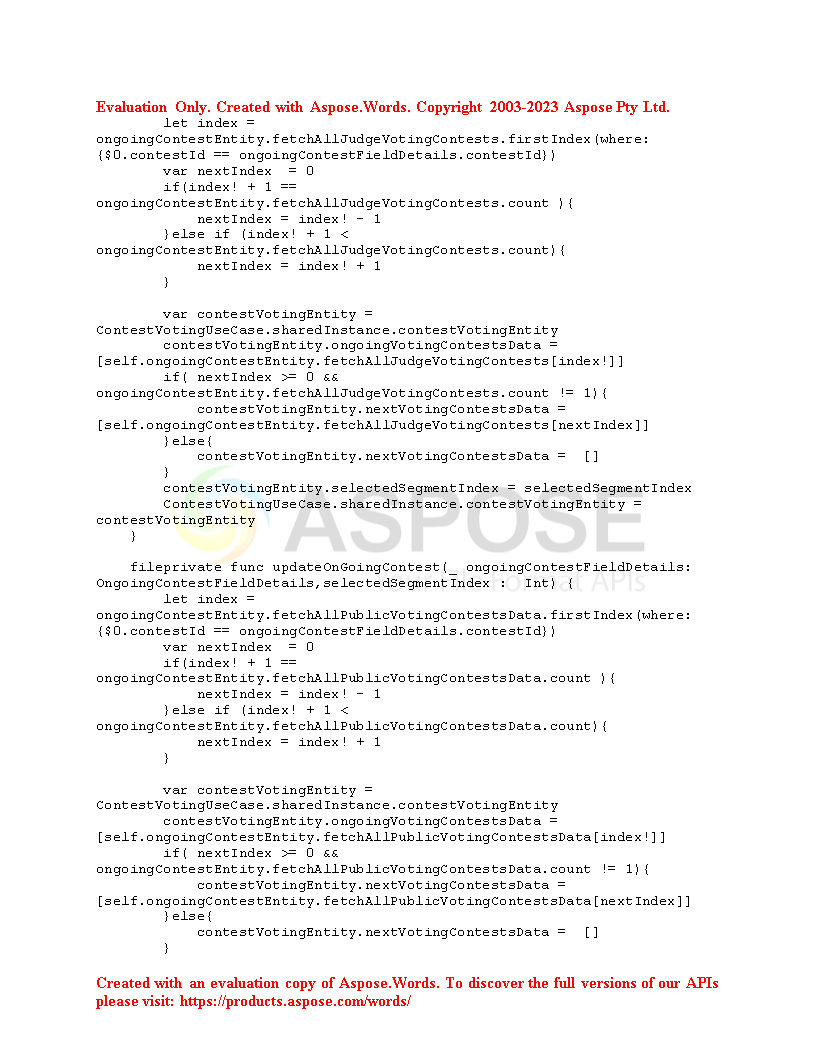 Evaluation Only. Created with Aspose.Words. Copyright 2003-2023 Aspose Pty Ltd.
        let index =
ongoingContestEntity.fetchAllJudgeVotingContests.firstIndex(where:
{$0.contestId == ongoingContestFieldDetails.contestId})
        var nextIndex  = 0
        if(index! + 1 ==
ongoingContestEntity.fetchAllJudgeVotingContests.count ){
            nextIndex = index! - 1
        }else if (index! + 1 <
ongoingContestEntity.fetchAllJudgeVotingContests.count){
            nextIndex = index! + 1
        }

        var contestVotingEntity =
ContestVotingUseCase.sharedInstance.contestVotingEntity
        contestVotingEntity.ongoingVotingContestsData =
[self.ongoingContestEntity.fetchAllJudgeVotingContests[index!]]
        if( nextIndex >= 0 &&
ongoingContestEntity.fetchAllJudgeVotingContests.count != 1){
            contestVotingEntity.nextVotingContestsData =
[self.ongoingContestEntity.fetchAllJudgeVotingContests[nextIndex]]
        }else{
            contestVotingEntity.nextVotingContestsData =  []
        }
        contestVotingEntity.selectedSegmentIndex = selectedSegmentIndex
        ContestVotingUseCase.sharedInstance.contestVotingEntity =
contestVotingEntity
    }
ASPOSE

    fileprivate func updateOnGoingContest(_ ongoingContestFieldDetails:
OngoingContestFieldDetails,selectedSegmentIndex :  Int) {
        let index =
ongoingContestEntity.fetchAllPublicVotingContestsData.firstIndex(where:
{$0.contestId == ongoingContestFieldDetails.contestId})
        var nextIndex  = 0
        if(index! + 1 ==
ongoingContestEntity.fetchAllPublicVotingContestsData.count ){
            nextIndex = index! - 1
        }else if (index! + 1 <
ongoingContestEntity.fetchAllPublicVotingContestsData.count){
            nextIndex = index! + 1
        }

        var contestVotingEntity =
ContestVotingUseCase.sharedInstance.contestVotingEntity
        contestVotingEntity.ongoingVotingContestsData =
[self.ongoingContestEntity.fetchAllPublicVotingContestsData[index!]]
        if( nextIndex >= 0 &&
ongoingContestEntity.fetchAllPublicVotingContestsData.count != 1){
            contestVotingEntity.nextVotingContestsData =
[self.ongoingContestEntity.fetchAllPublicVotingContestsData[nextIndex]]
        }else{
            contestVotingEntity.nextVotingContestsData =  []
        }

Created with an evaluation copy of Aspose.Words. To discover the full versions of our APIs
please visit: https://products.aspose.com/words/